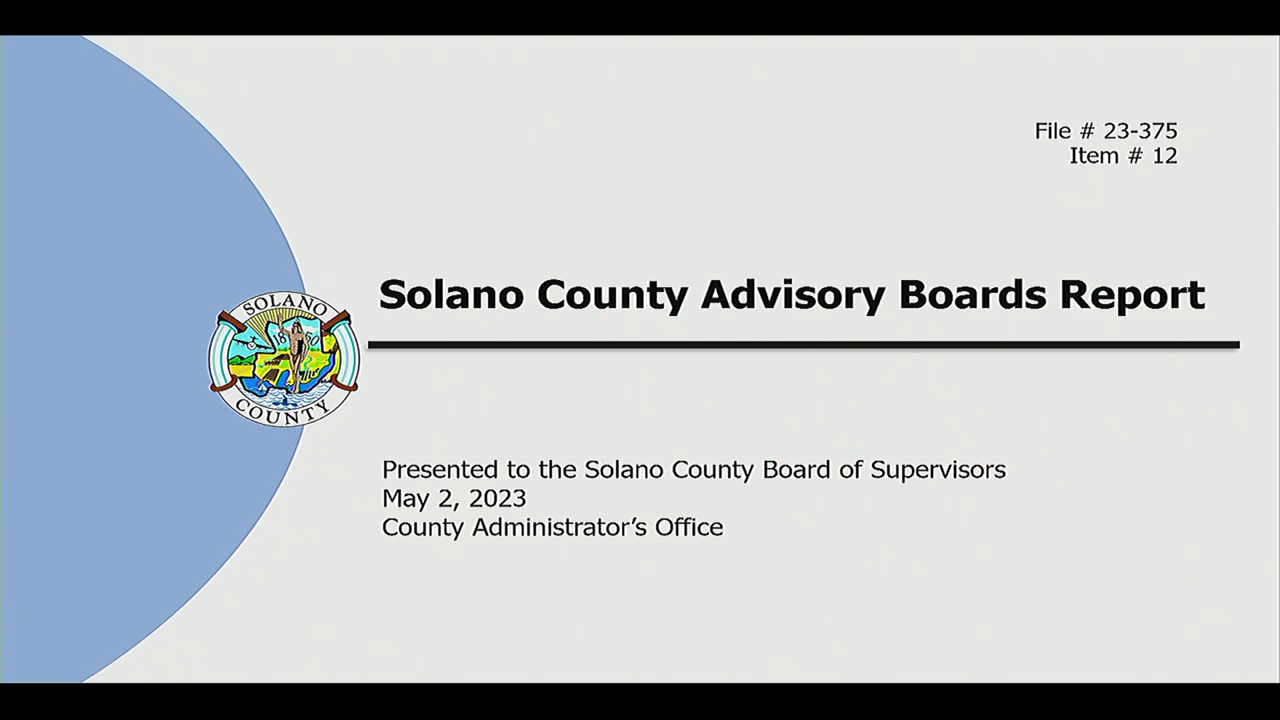 File # 23-375
Item # 12
Solano County Advisory Boards Report
SOLANO
1850
COUNTY
Presented to the Solano County Board of Supervisors
May 2, 2023
County Administrator’s Office